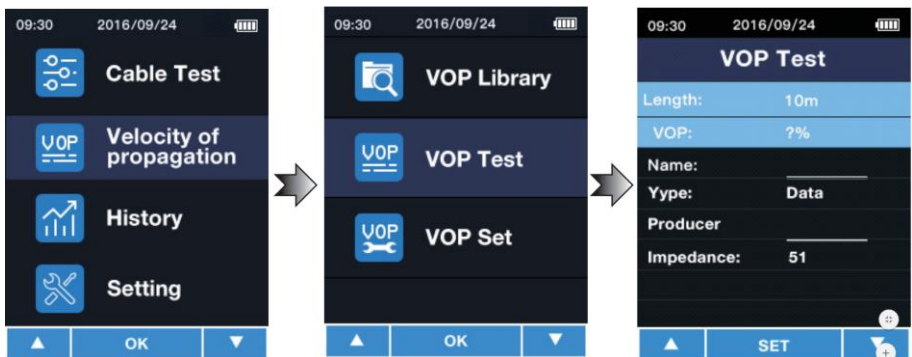 09:30 2016/09/24
Cable Test
VOP
Velocity of
propagation
History
Setting
OK
09:30 2016/09/24
VOP Library
VOP
VOP Test
VOP
VOP Set
OK
09:30 2016/09/24
VOP Test
Length: 10m
VOP: ?%
Name:
Yype: Data
Producer
Impedance: 51
SET